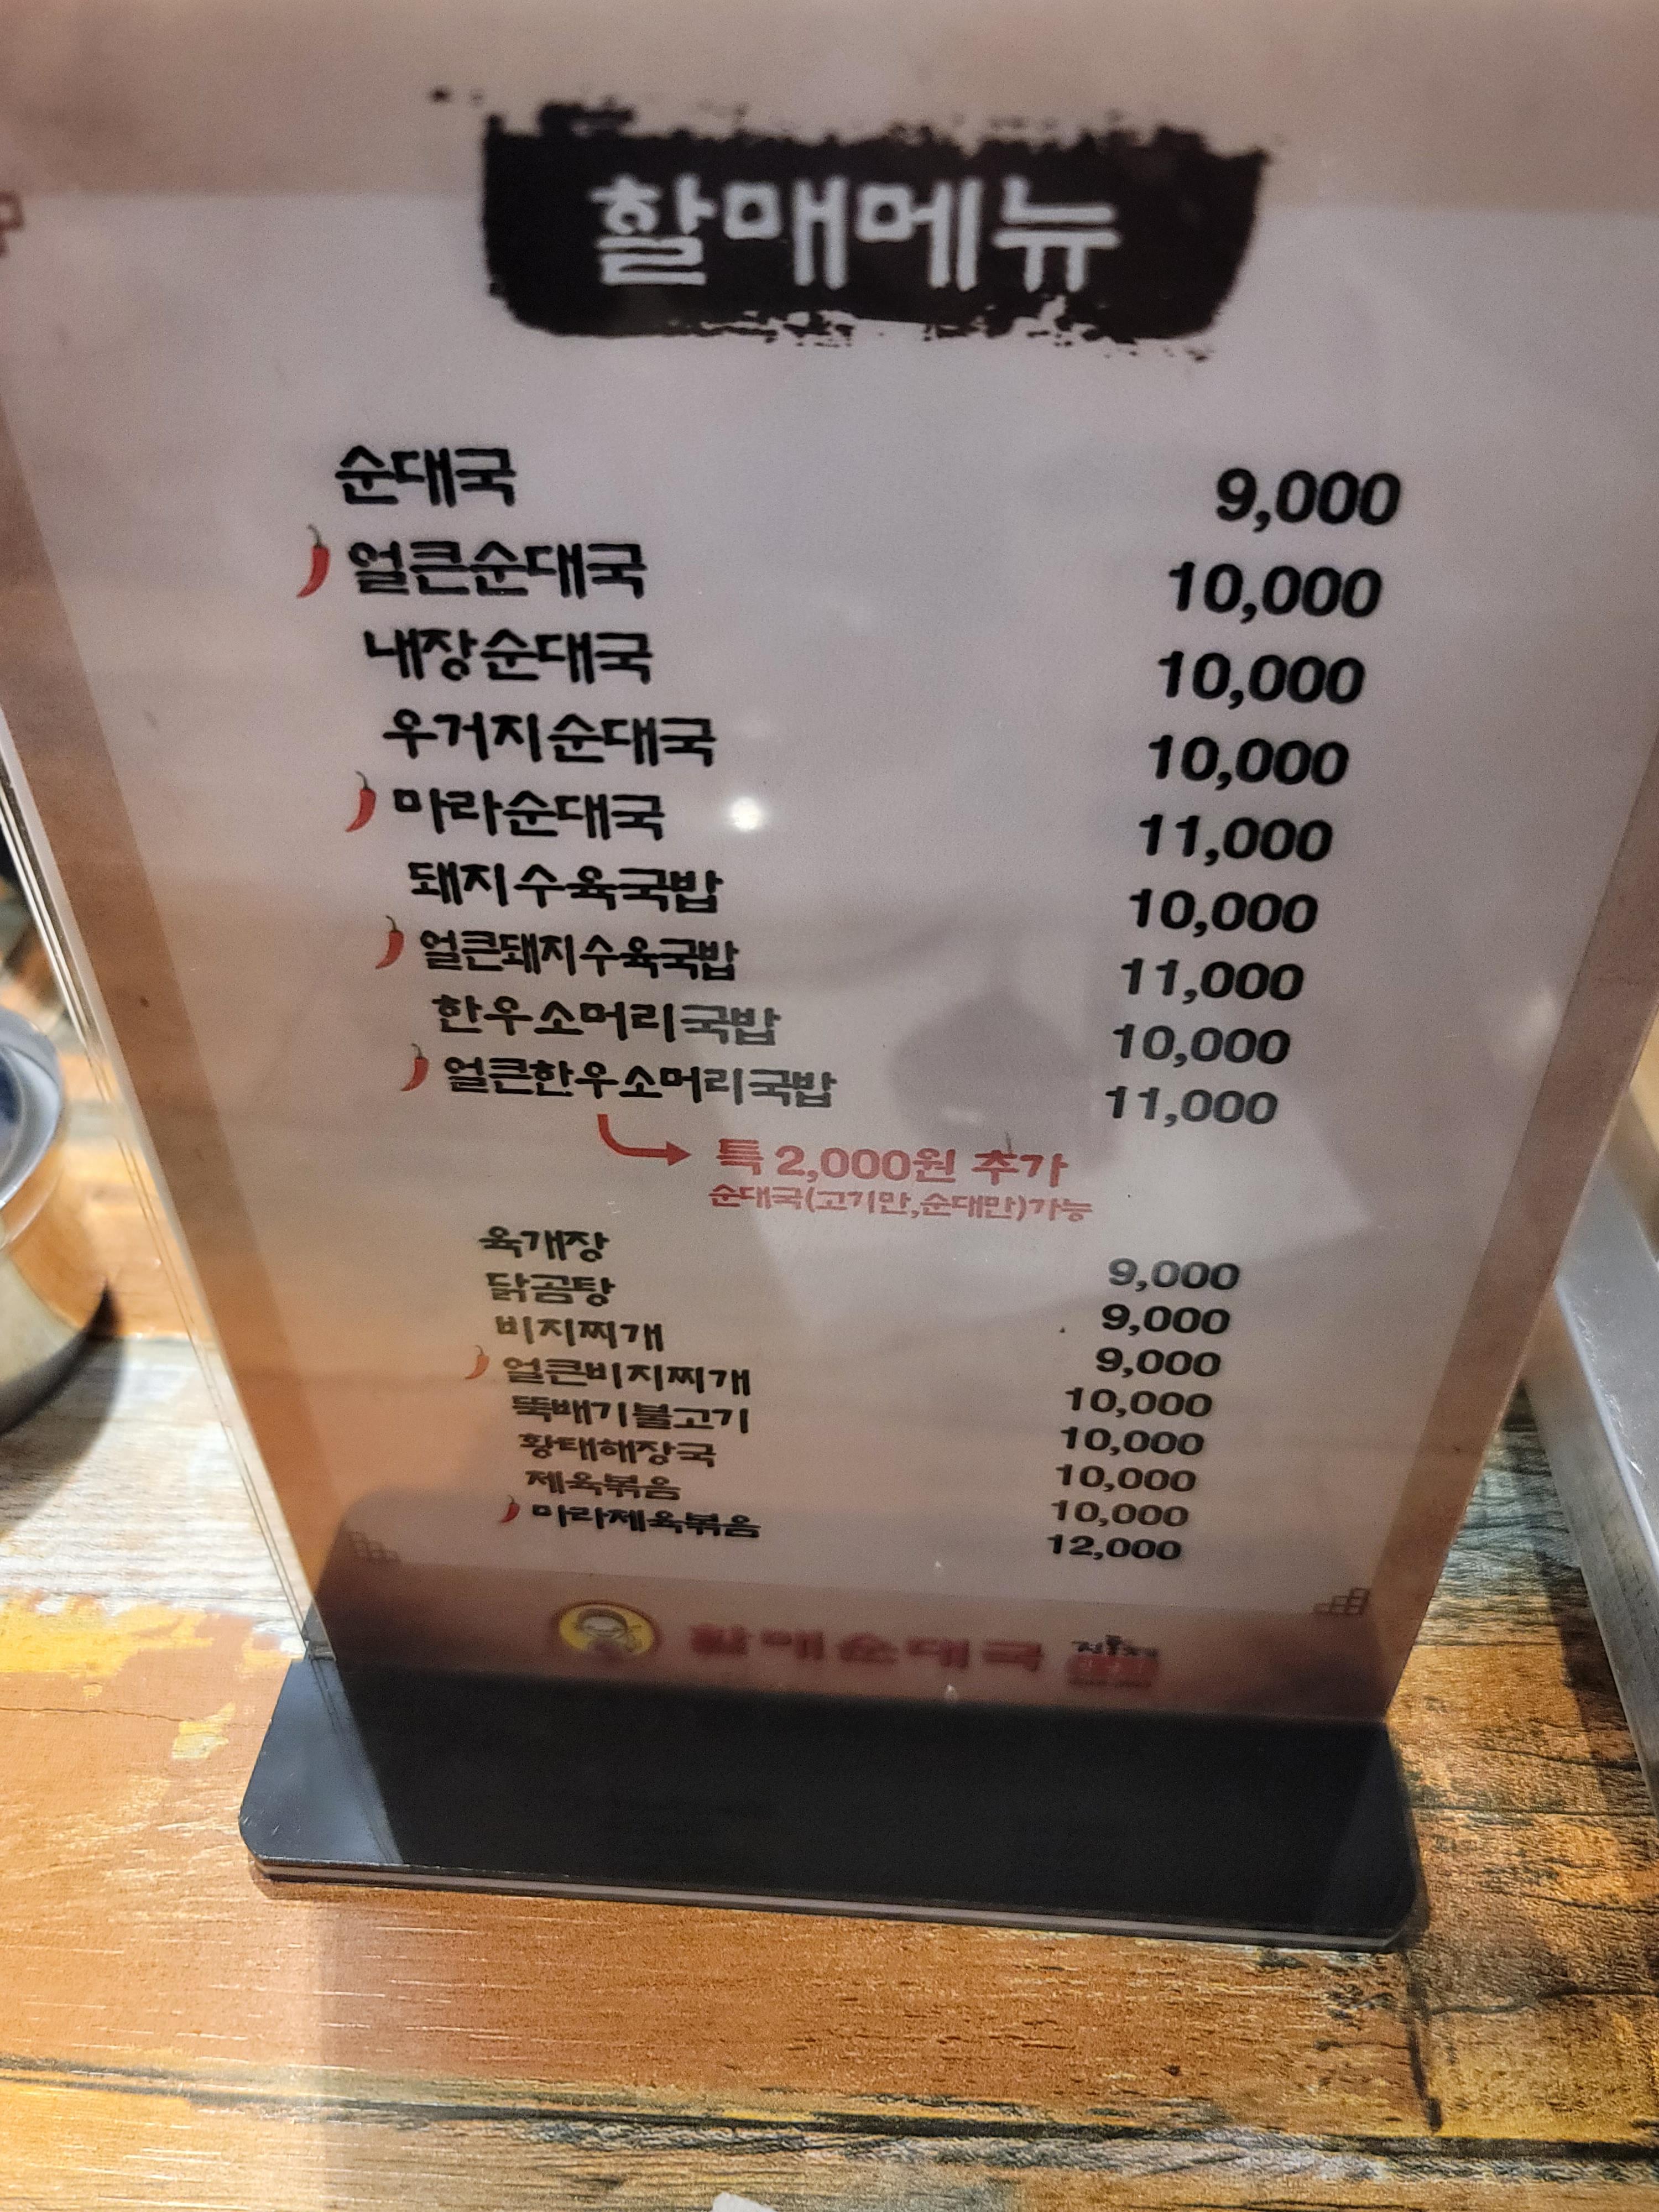 할매메뉴
순대국 9,000
얼큰순대국 10,000
내장순대국 10,000
우거지순대국 10,000
마라순대국 11,000
돼지수육국밥 10,000
얼큰돼지수육국밥 11,000
한우소머리국밥 10,000
얼큰한우소머리국밥 11,000
특 2,000원 추가
순대국(고기만,순대만)가능
육개장 9,000
닭곰탕 9,000
비지찌개 9,000
얼큰비지찌개 10,000
뚝배기불고기 10,000
황태해장국 10,000
제육볶음 10,000
마라제육볶음 12,000
할매순대국